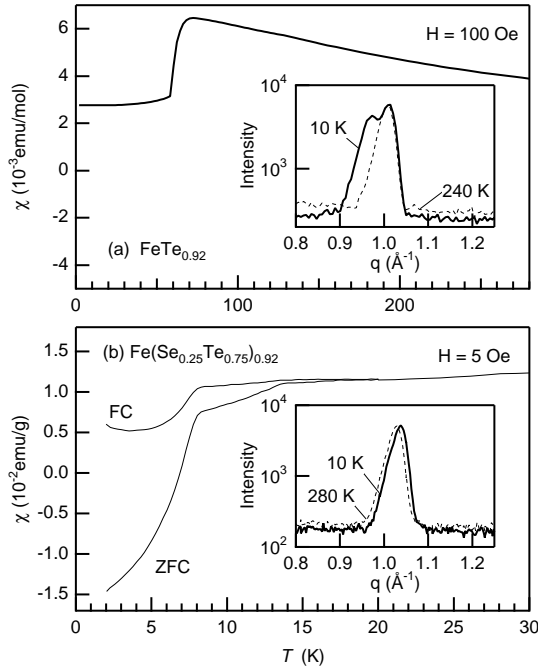 H = 100 Oe
χ (10⁻³emu/mol)
6
4
2
0
-2
-4
0
100
200
(a) FeTe₀.₉₂
10⁴
10³
Intensity
10 K
240 K
0.8 0.9 1.0 1.1 1.2
q (Å⁻¹)
(b) Fe(Se₀.₂₅Te₀.₇₅)₀.₉₂
H = 5 Oe
χ (10⁻²emu/g)
1.5
1.0
0.5
0.0
-0.5
-1.0
-1.5
FC
ZFC
10⁴
10³
10²
Intensity
10 K
280 K
0.8 0.9 1.0 1.1 1.2
q (Å⁻¹)
0 5 10 15 20 25 30
T (K)